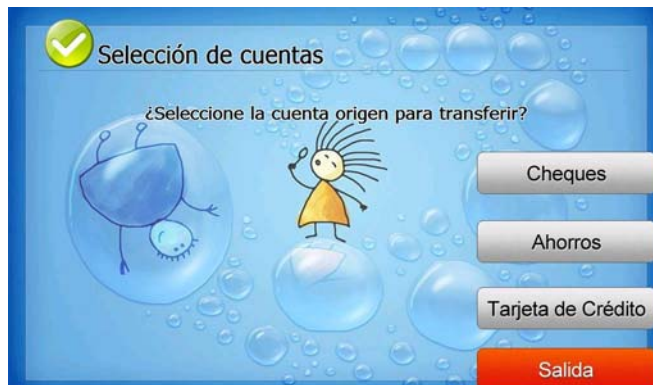 Selección de cuentas
¿Seleccione la cuenta origen para transferir?
Cheques
Ahorros
Tarjeta de Crédito
Salida